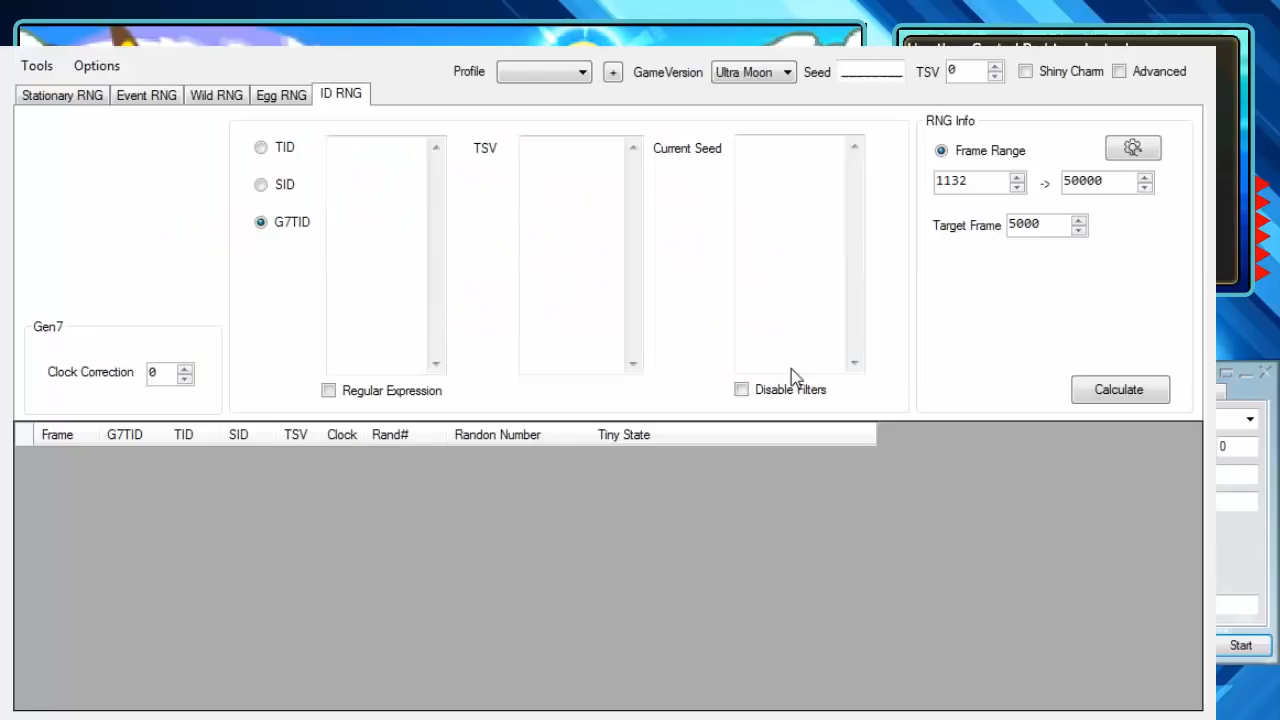 Tools Options Profile + GameVersion Ultra Moon Seed ________ TSV 0 Shiny Charm Advanced
Stationary RNG Event RNG Wild RNG Egg RNG ID RNG
RNG Info
TID TSV Current Seed Frame Range
SID 1132 -> 50000
G7TID Target Frame 5000
Gen7
Clock Correction 0
Regular Expression Disable Filters Calculate
Frame G7TID TID SID TSV Clock Rand# Randon Number Tiny State
0
Start